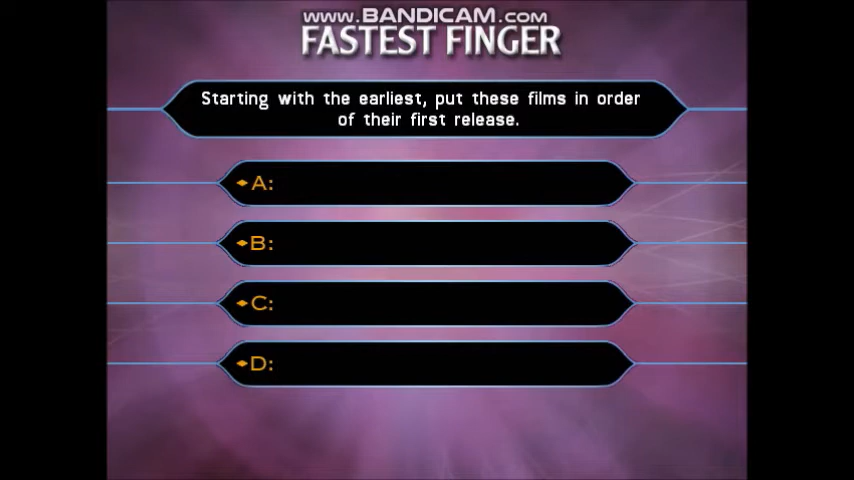 www.BANDICAM.com
FASTEST FINGER
Starting with the earliest, put these films in order
of their first release.
A:
B:
C:
D: